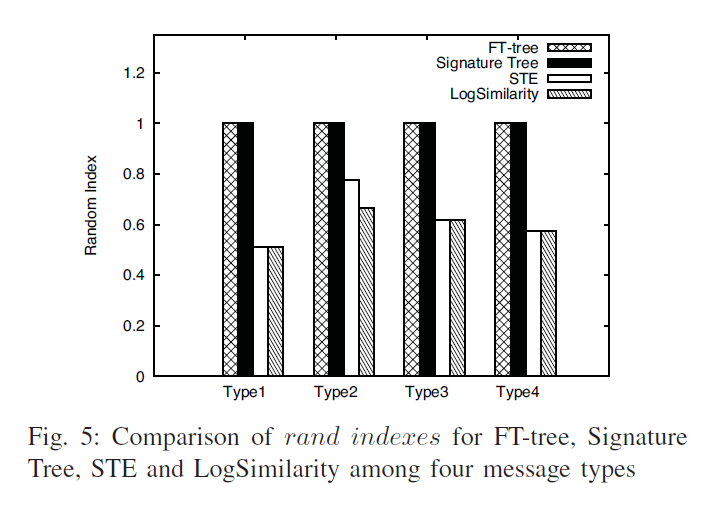 FT-tree
Signature Tree
STE
LogSimilarity
Random Index
1.2
1
0.8
0.6
0.4
0.2
0
Type1 Type2 Type3 Type4
Fig. 5: Comparison of rand indexes for FT-tree, Signature
Tree, STE and LogSimilarity among four message types